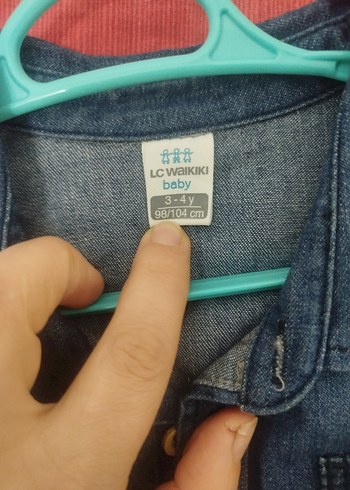 LC WAIKIKI
baby
3 - 4 y
98/104 cm